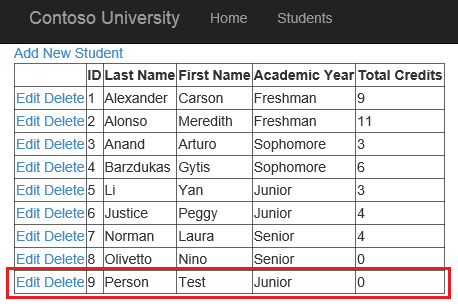 Contoso University Home Students
Add New Student
ID Last Name First Name Academic Year Total Credits
Edit Delete 1 Alexander Carson Freshman 9
Edit Delete 2 Alonso Meredith Freshman 11
Edit Delete 3 Anand Arturo Sophomore 3
Edit Delete 4 Barzdukas Gytis Sophomore 6
Edit Delete 5 Li Yan Junior 3
Edit Delete 6 Justice Peggy Junior 4
Edit Delete 7 Norman Laura Senior 4
Edit Delete 8 Olivetto Nino Senior 0
Edit Delete 9 Person Test Junior 0